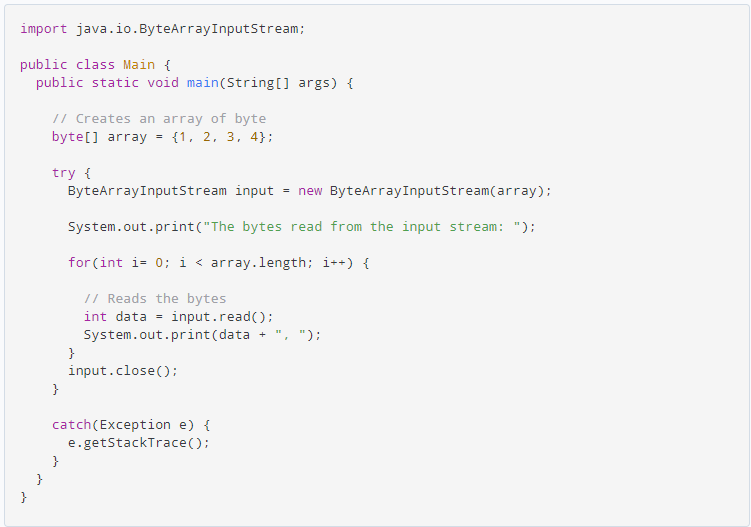 import java.io.ByteArrayInputStream;
public class Main {
public static void main(String[] args) {
// Creates an array of byte
byte[] array = {1, 2, 3, 4};
try {
ByteArrayInputStream input = new ByteArrayInputStream(array);
System.out.print("The bytes read from the input stream: ");
for(int i= 0; i < array.length; i++) {
// Reads the bytes
int data = input.read();
System.out.print(data + ", ");
}
input.close();
}
catch(Exception e) {
e.getStackTrace();
}
}
}